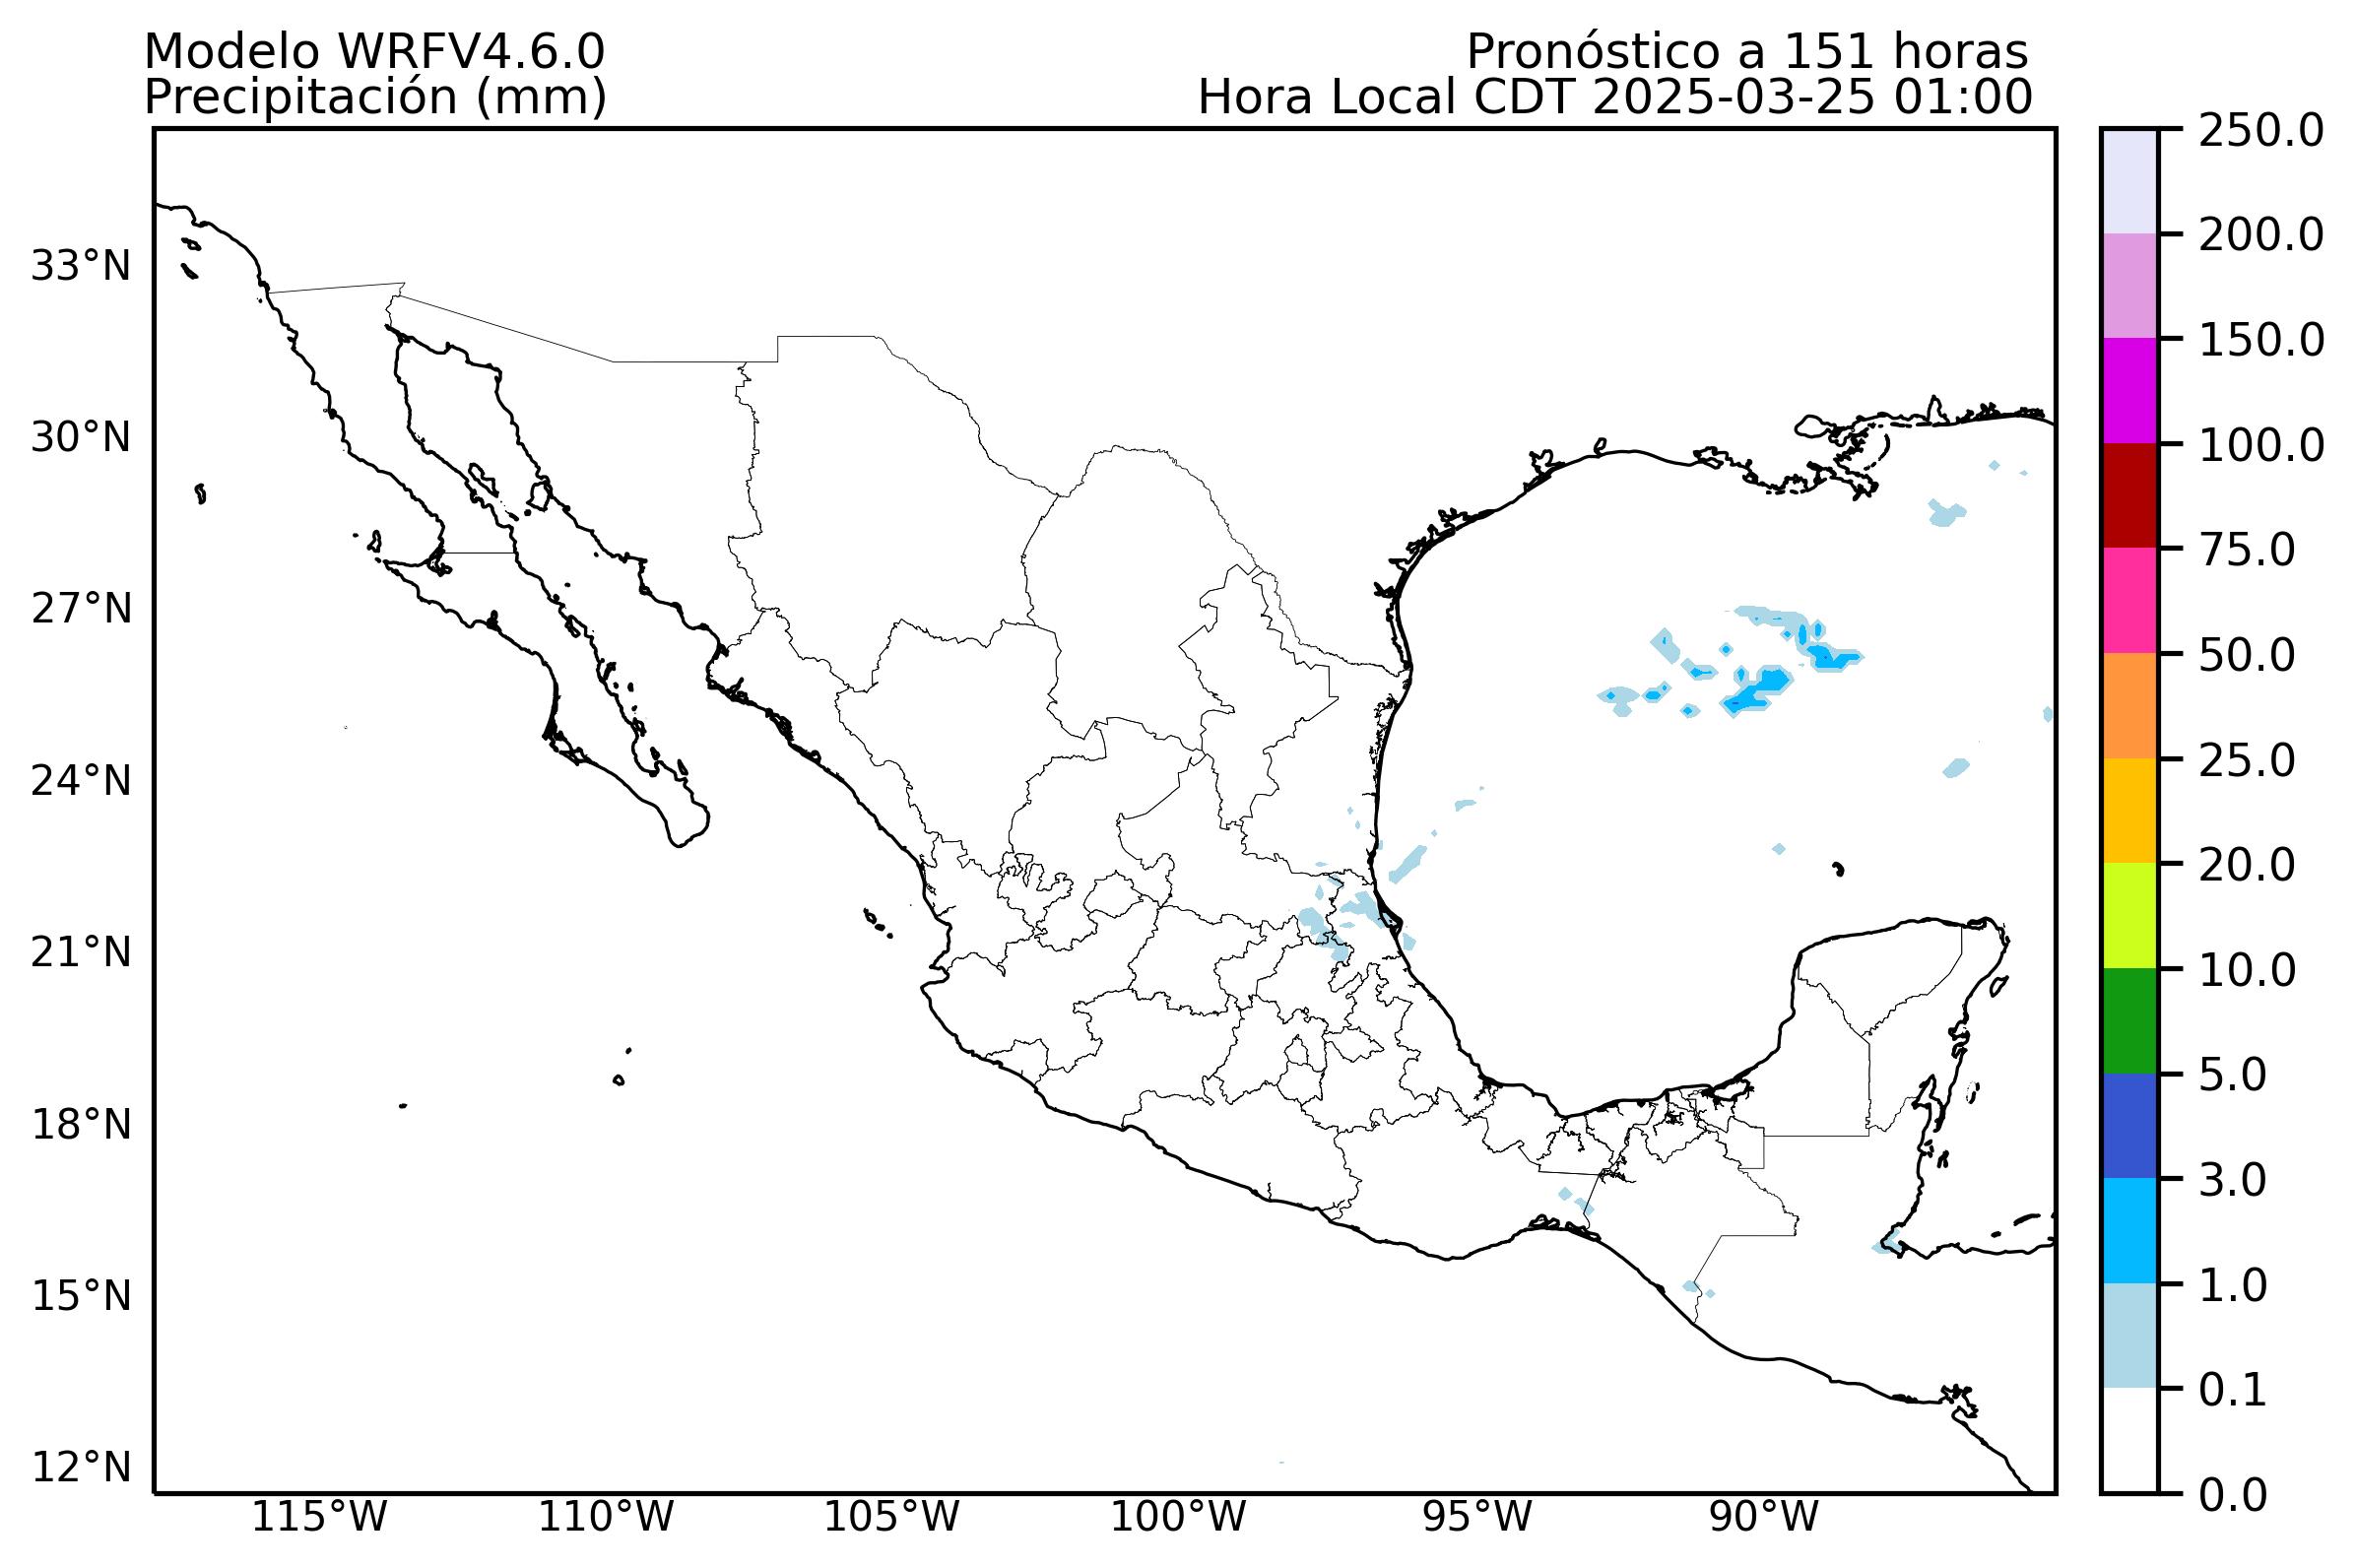 Modelo WRFV4.6.0
Precipitación (mm)
Pronóstico a 151 horas
Hora Local CDT 2025-03-25 01:00
33°N
30°N
27°N
24°N
21°N
18°N
15°N
12°N
115°W
110°W
105°W
100°W
95°W
90°W
250.0
200.0
150.0
100.0
75.0
50.0
25.0
20.0
10.0
5.0
3.0
1.0
0.1
0.0